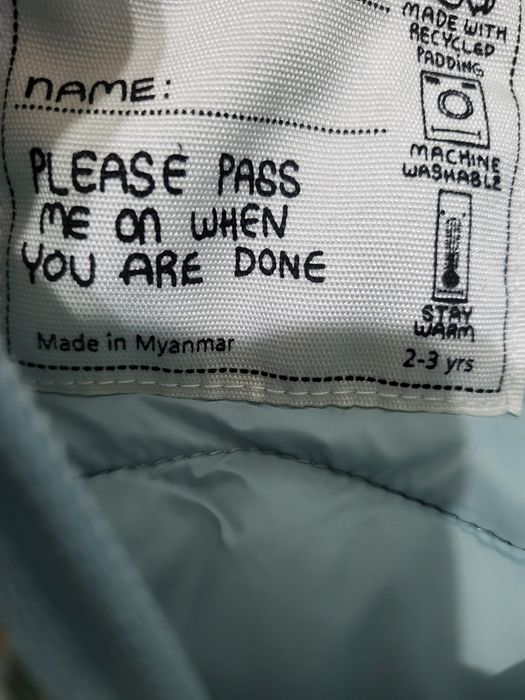 MADE WITH
RECYCLED
PADDING
NAME:
MACHINE
WASHABLE
PLEASE PASS
ME ON WHEN
YOU ARE DONE
STAY
WARM
Made in Myanmar
2-3 yrs